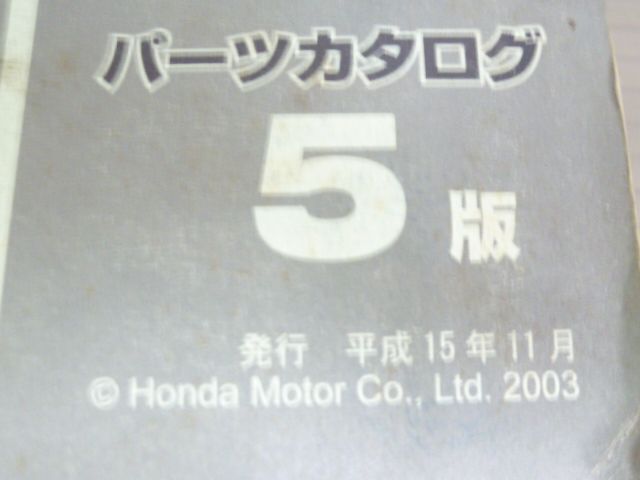 パーツカタログ
5版
発行 平成15年11月
© Honda Motor Co., Ltd. 2003